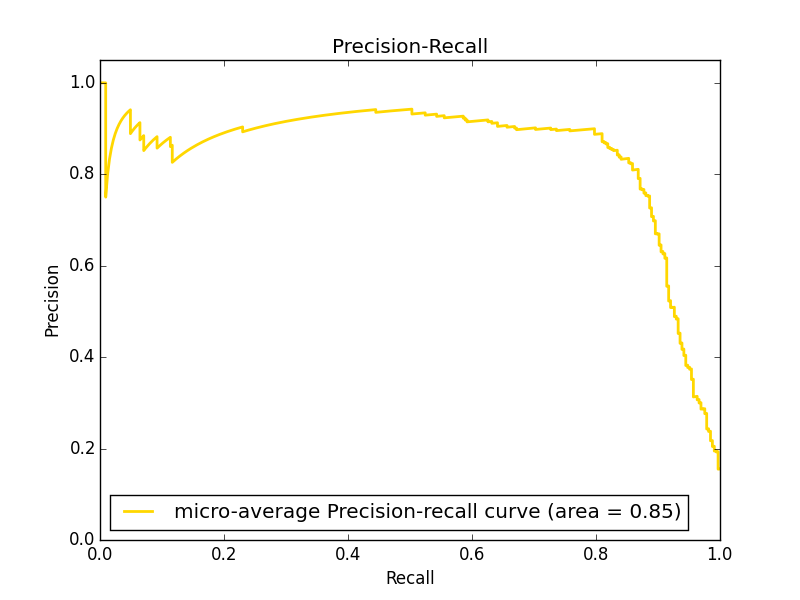 Precision-Recall
1.0
0.8
0.6
0.4
0.2
0.0
Precision
micro-average Precision-recall curve (area = 0.85)
0.0 0.2 0.4 0.6 0.8 1.0
Recall